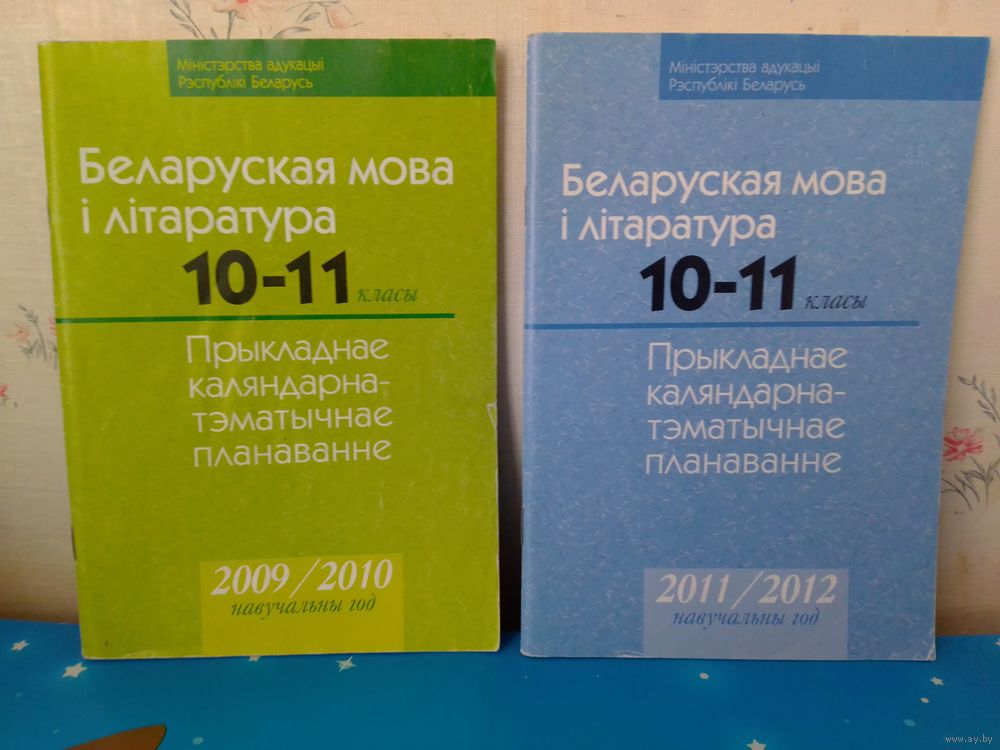 Міністэрства адукацыі
Рэспублікі Беларусь
Беларуская мова
і літаратура
10-11 класы
Прыкладнае
каляндарна-
тэматычнае
планаванне
2009/2010
навучальны год
Міністэрства адукацыі
Рэспублікі Беларусь
Беларуская мова
і літаратура
10-11 класы
Прыкладнае
каляндарна-
тэматычнае
планаванне
2011/2012
навучальны год
www.ay.by